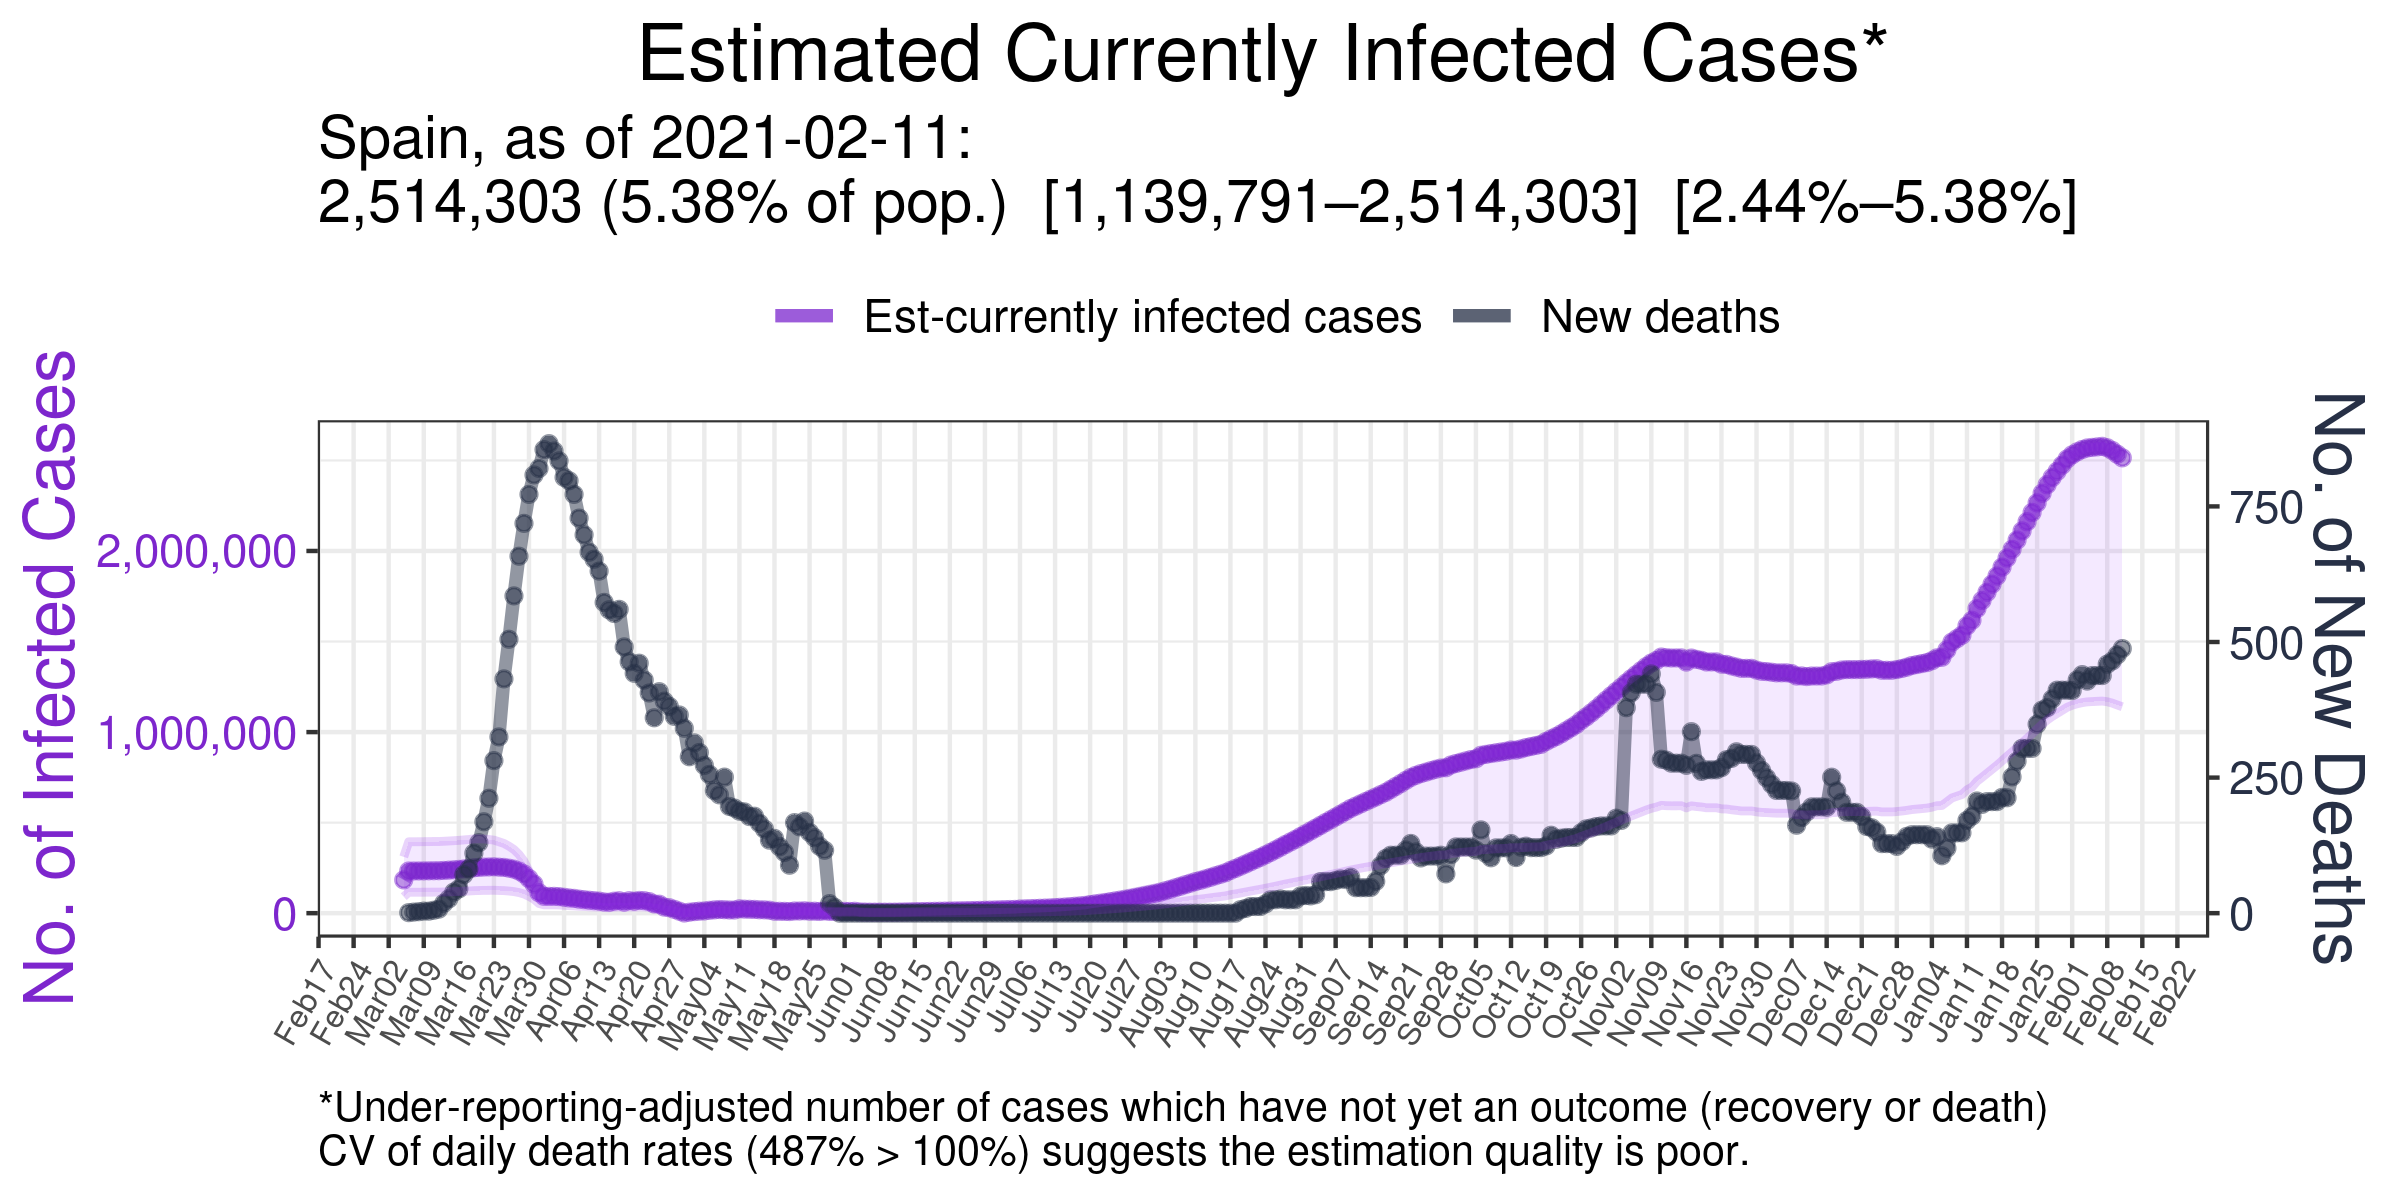 Estimated Currently Infected Cases*
Spain, as of 2021-02-11:
2,514,303 (5.38% of pop.) [1,139,791–2,514,303] [2.44%–5.38%]
Est-currently infected cases
New deaths
No. of Infected Cases
2,000,000
1,000,000
0
750
500
250
0
No. of New Deaths
Feb17
Feb24
Mar02
Mar09
Mar16
Mar23
Mar30
Apr06
Apr13
Apr20
Apr27
May04
May11
May18
May25
Jun01
Jun08
Jun15
Jun22
Jun29
Jul06
Jul13
Jul20
Jul27
Aug03
Aug10
Aug17
Aug24
Aug31
Sep07
Sep14
Sep21
Sep28
Oct05
Oct12
Oct19
Oct26
Nov02
Nov09
Nov16
Nov23
Nov30
Dec07
Dec14
Dec21
Dec28
Jan04
Jan11
Jan18
Jan25
Feb01
Feb08
Feb15
Feb22
*Under-reporting-adjusted number of cases which have not yet an outcome (recovery or death)
CV of daily death rates (487% > 100%) suggests the estimation quality is poor.